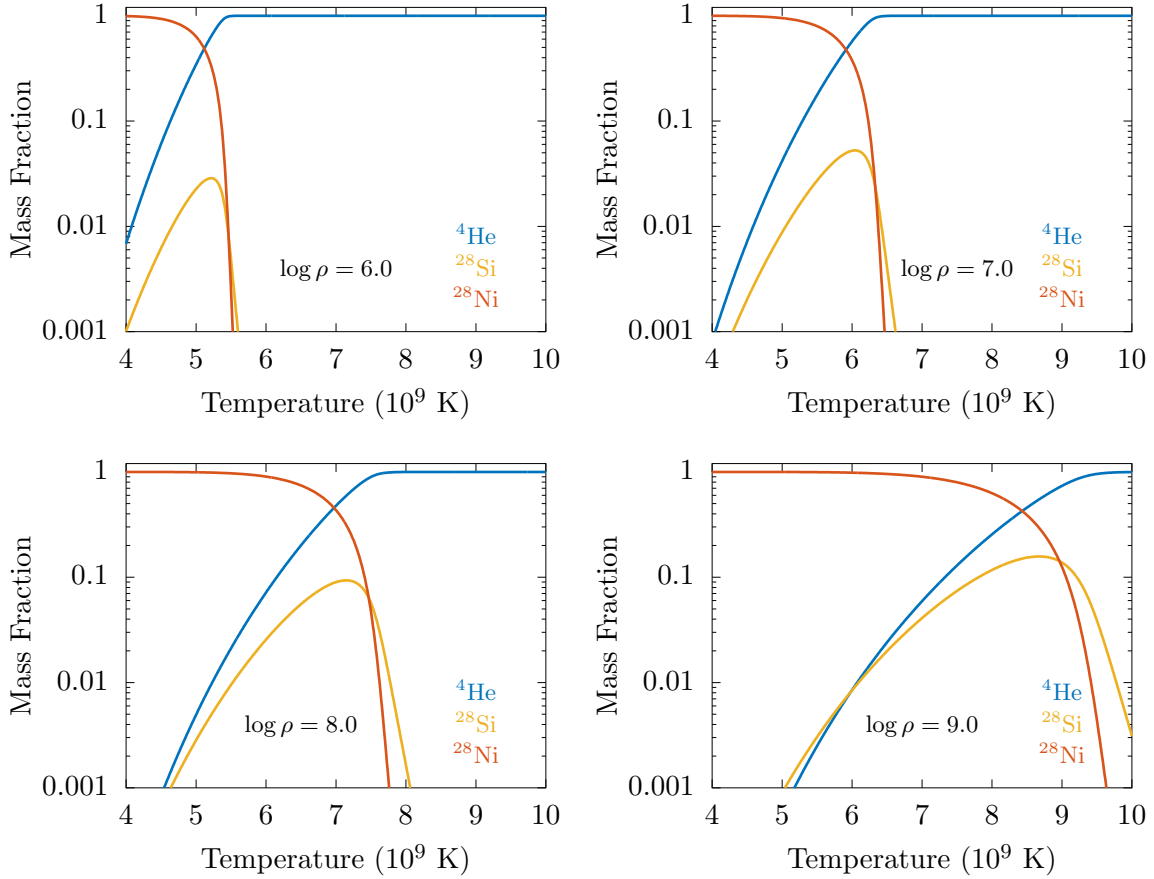 1
0.1
0.01
0.001
Mass Fraction
4 5 6 7 8 9 10
Temperature (10⁹ K)
log ρ = 6.0
⁴He
²⁸Si
²⁸Ni
1
0.1
0.01
0.001
Mass Fraction
4 5 6 7 8 9 10
Temperature (10⁹ K)
log ρ = 7.0
⁴He
²⁸Si
²⁸Ni
1
0.1
0.01
0.001
Mass Fraction
4 5 6 7 8 9 10
Temperature (10⁹ K)
log ρ = 8.0
⁴He
²⁸Si
²⁸Ni
1
0.1
0.01
0.001
Mass Fraction
4 5 6 7 8 9 10
Temperature (10⁹ K)
log ρ = 9.0
⁴He
²⁸Si
²⁸Ni